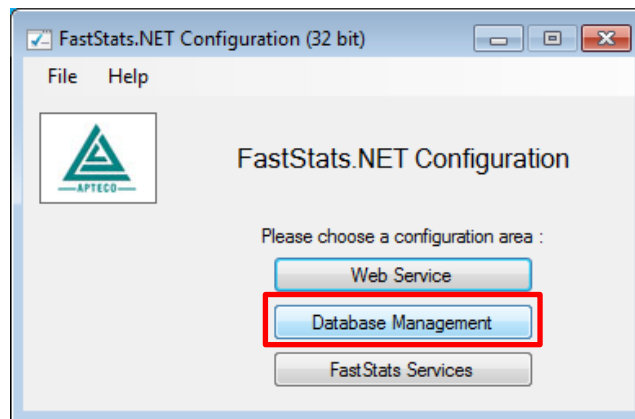 FastStats.NET Configuration (32 bit)
File Help
APTECO
FastStats.NET Configuration
Please choose a configuration area :
Web Service
Database Management
FastStats Services